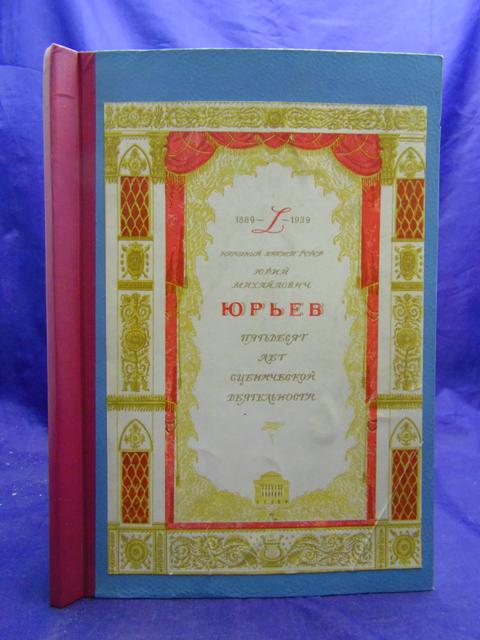 1889 – L – 1939
НАРОДНЫЙ АРТИСТ РСФСР
ЮРИЙ
МИХАЙЛОВИЧ
ЮРЬЕВ
ПЯТЬДЕСЯТ
ЛЕТ
СЦЕНИЧЕСКОЙ
ДЕЯТЕЛЬНОСТИ